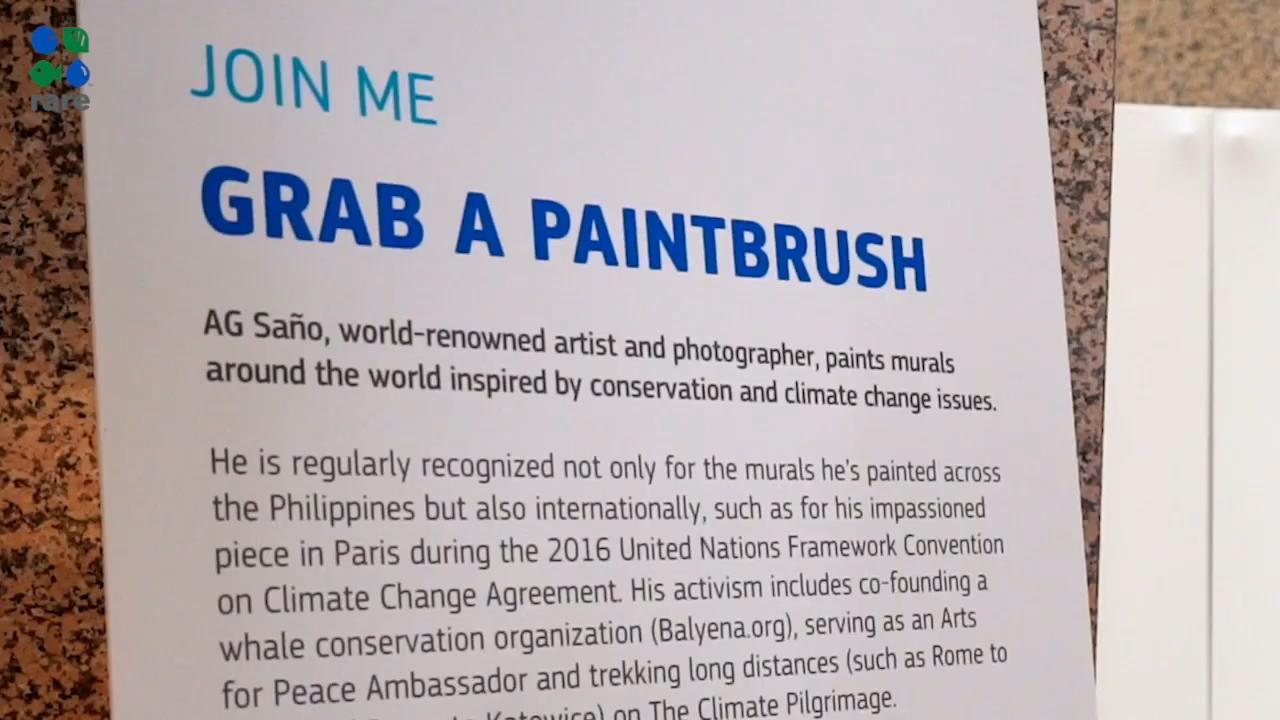 rare
JOIN ME
GRAB A PAINTBRUSH
AG Saño, world-renowned artist and photographer, paints murals
around the world inspired by conservation and climate change issues.
He is regularly recognized not only for the murals he's painted across
the Philippines but also internationally, such as for his impassioned
piece in Paris during the 2016 United Nations Framework Convention
on Climate Change Agreement. His activism includes co-founding a
whale conservation organization (Balyena.org), serving as an Arts
for Peace Ambassador and trekking long distances (such as Rome to
Katowice) on The Climate Pilgrimage.